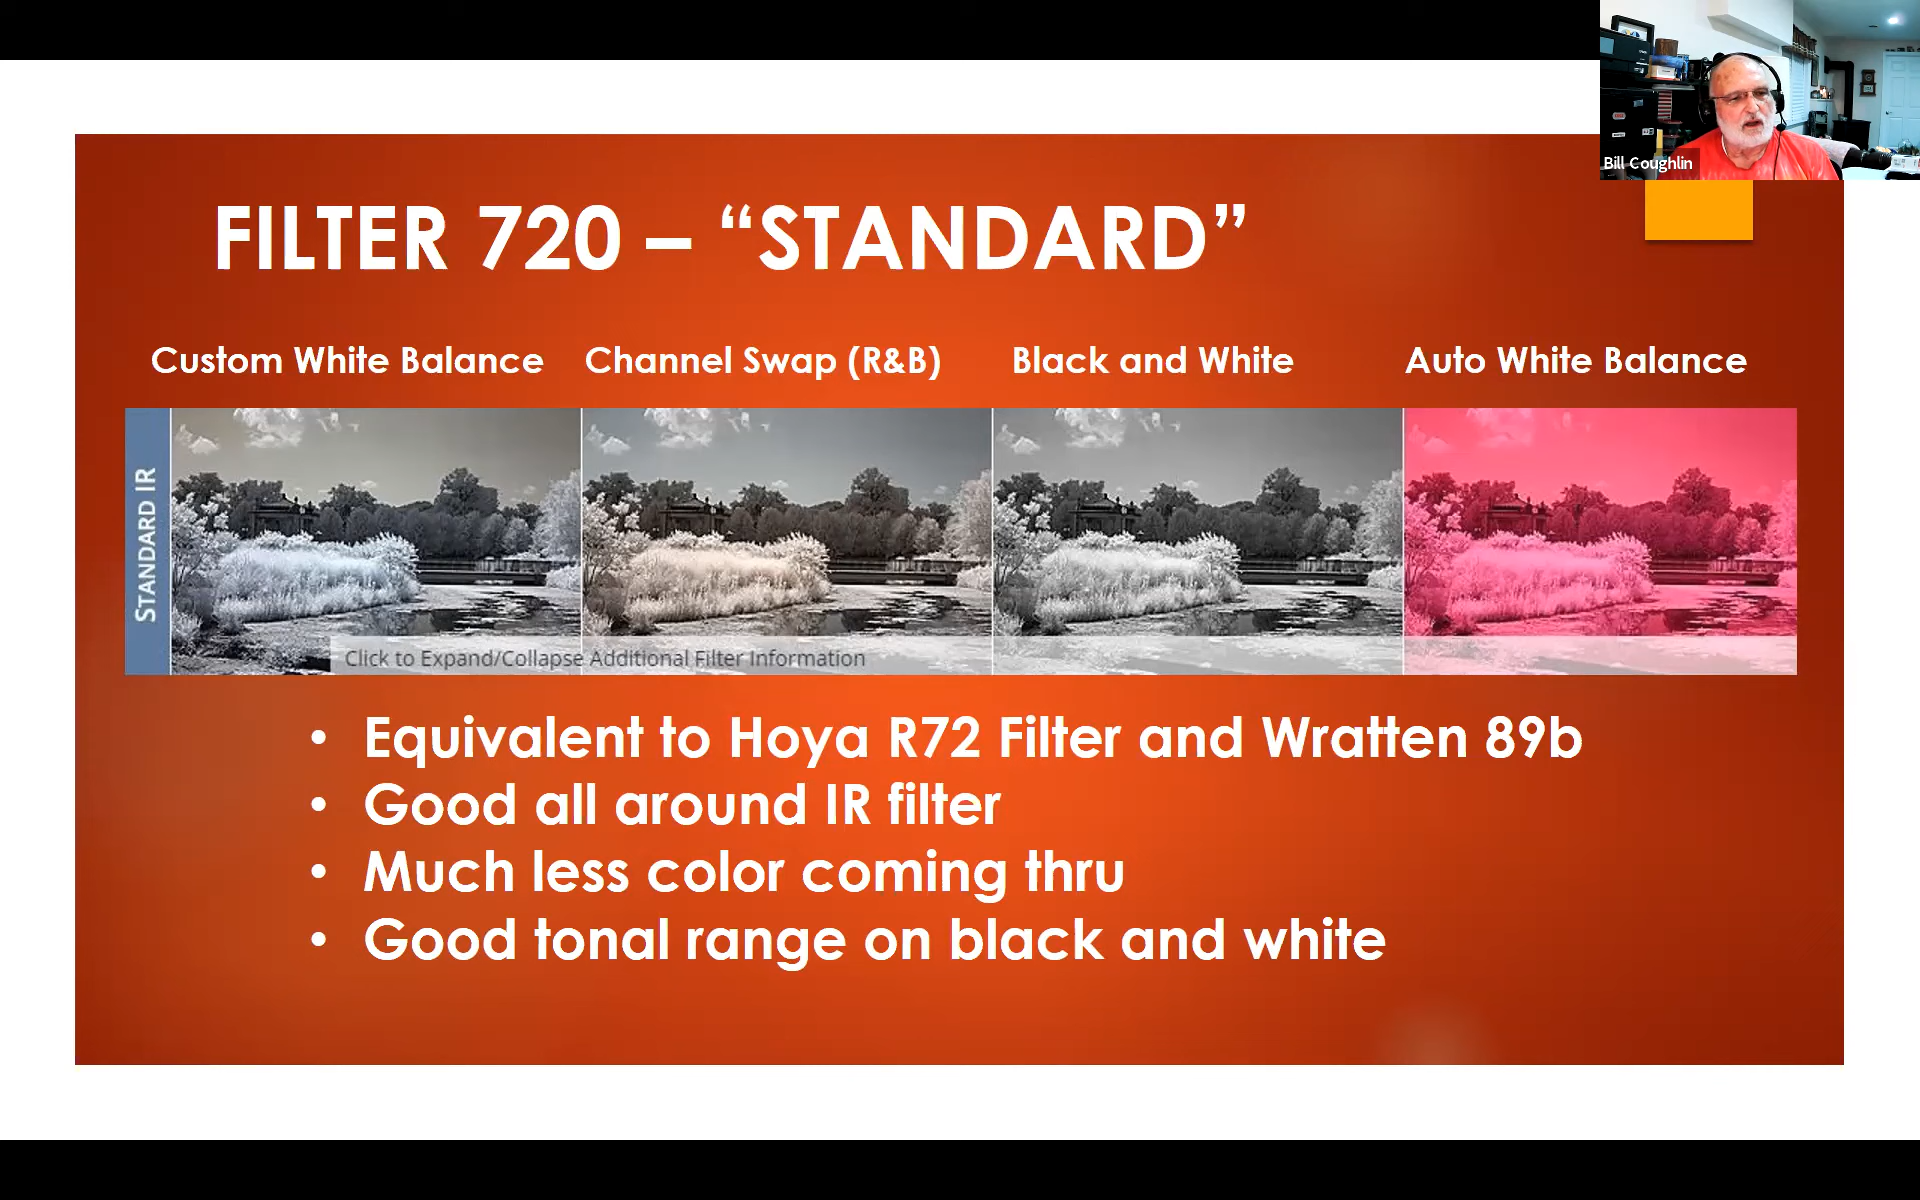 Bill Coughlin
FILTER 720 – “STANDARD”
Custom White Balance
Channel Swap (R&B)
Black and White
Auto White Balance
STANDARD IR
Click to Expand/Collapse Additional Filter Information
• Equivalent to Hoya R72 Filter and Wratten 89b
• Good all around IR filter
• Much less color coming thru
• Good tonal range on black and white